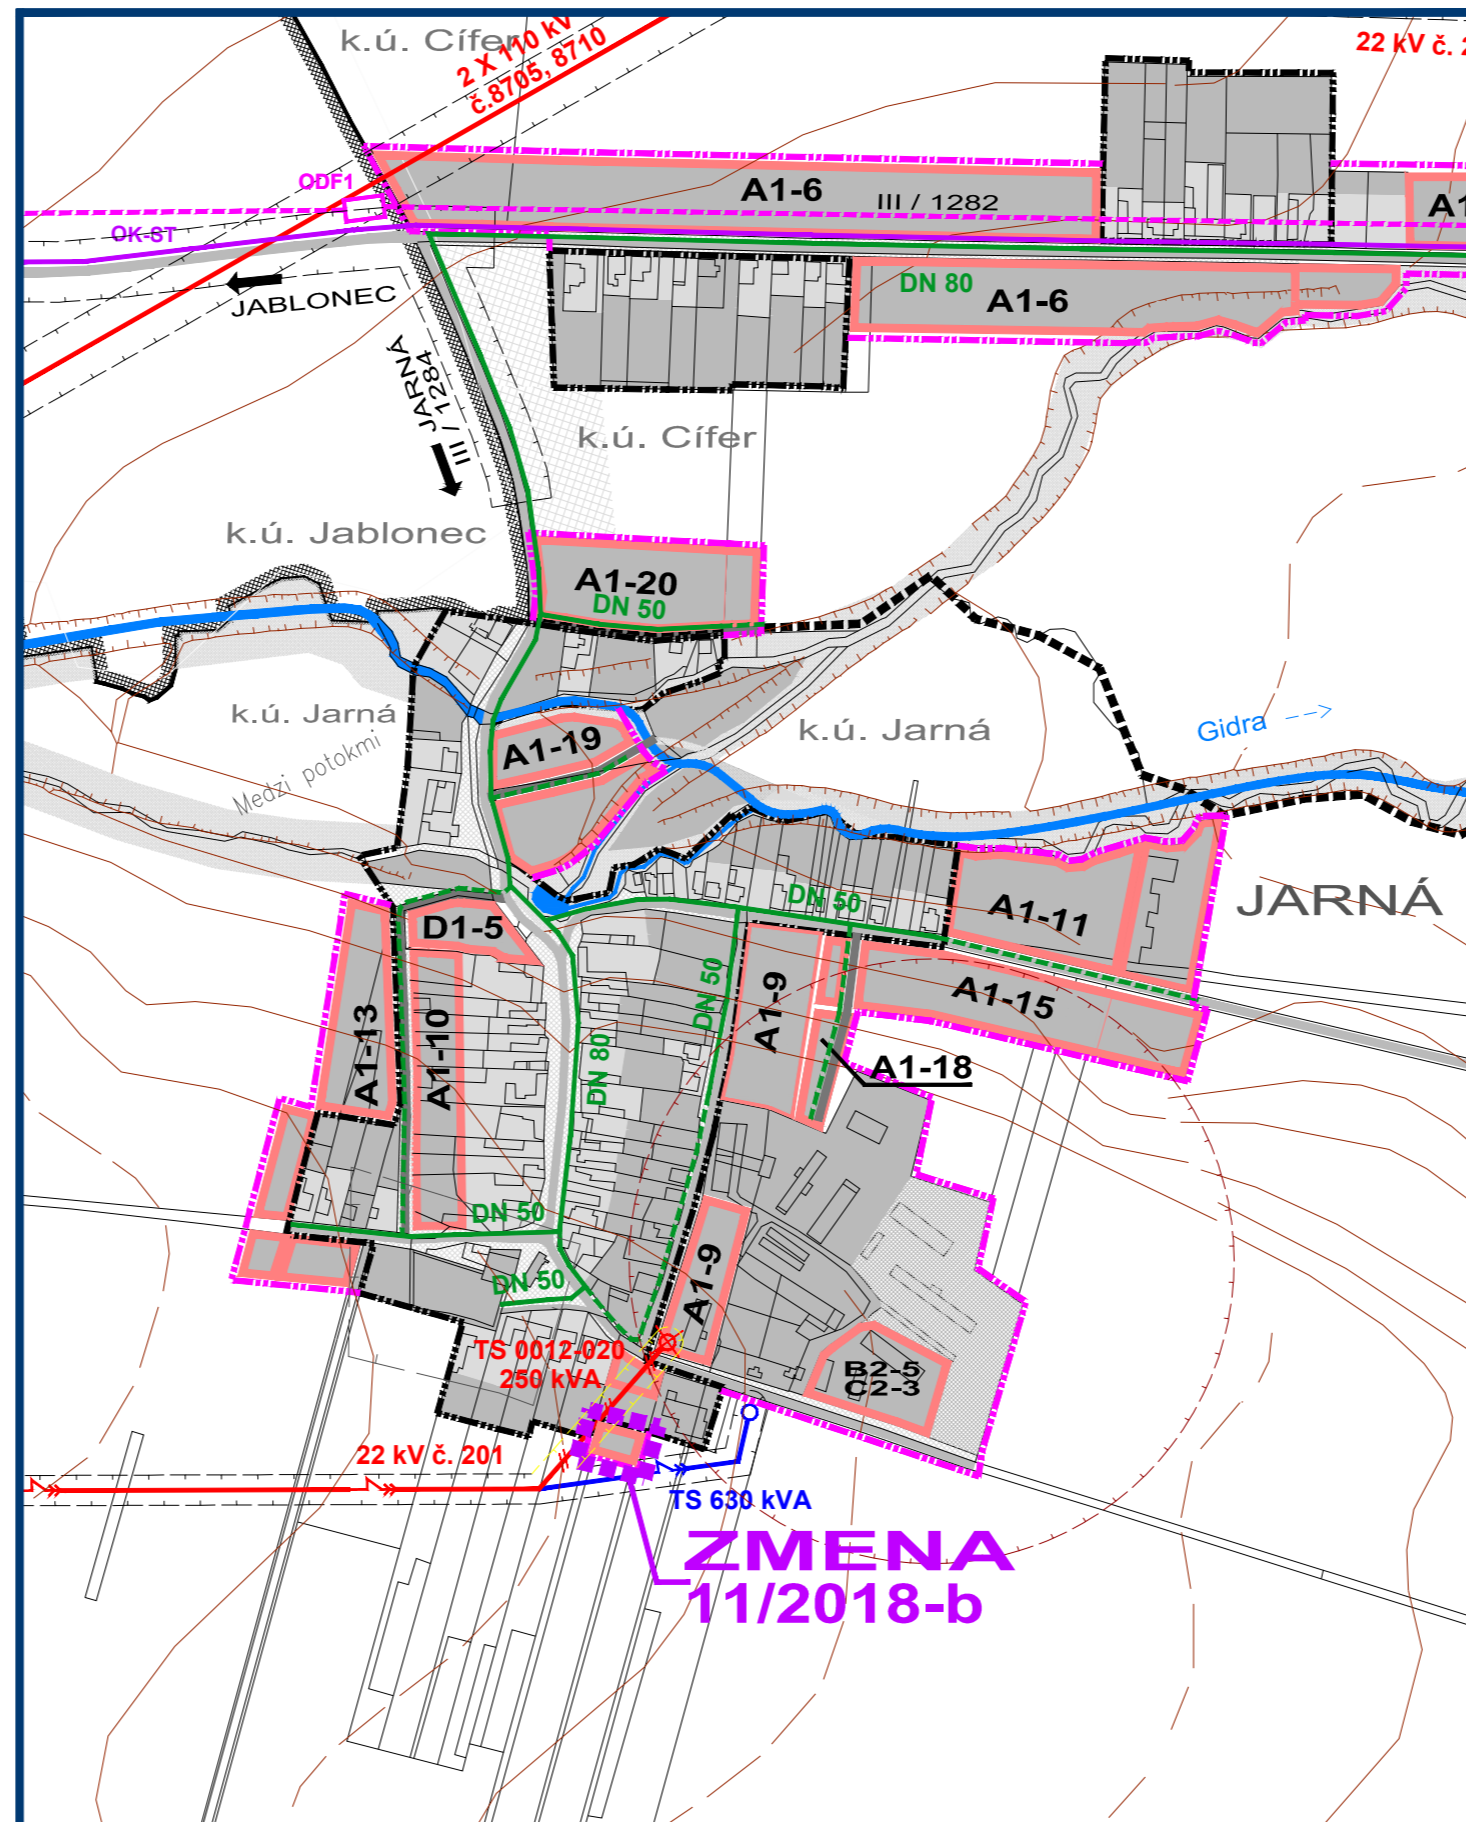 k.ú. Cífer
2 X 110 kV
č.8705, 8710
22 kV č. 2
ODF1
A1-6
III / 1282
A1
OK-ST
JABLONEC
DN 80
A1-6
JARNÁ
III / 1284
k.ú. Cífer
k.ú. Jablonec
A1-20
DN 50
k.ú. Jarná
A1-19
k.ú. Jarná
Gidra
Medzi potokmi
DN 50
A1-11
JARNÁ
D1-5
A1-9
A1-15
DN 50
A1-13
A1-10
DN 80
A1-18
DN 50
A1-9
DN 50
TS 0012-020
250 kVA
B2-5
C2-3
22 kV č. 201
TS 630 kVA
ZMENA
11/2018-b